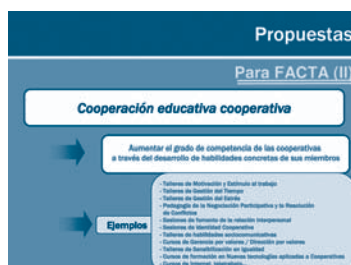 Propuestas
Para FACTA (II)
Cooperación educativa cooperativa
Aumentar el grado de competencia de las cooperativas
a través del desarrollo de habilidades concretas de sus miembros
Ejemplos
- Talleres de Motivación y Estímulo al trabajo
- Talleres de Gestión del Tiempo
- Talleres de Gestión del Estrés
- Pedagogía de la Negociación Participativa y la Resolución
de Conflictos
- Sesiones de fomento de la relación interpersonal
- Sesiones de Identidad Cooperativa
- Talleres de habilidades sociocomunicativas
- Cursos de Gerencia por valores / Dirección por valores
- Talleres de Sensibilización en igualdad
- Cursos de formación en Nuevas tecnologías aplicadas a Cooperativas
- Cursos de Internet,